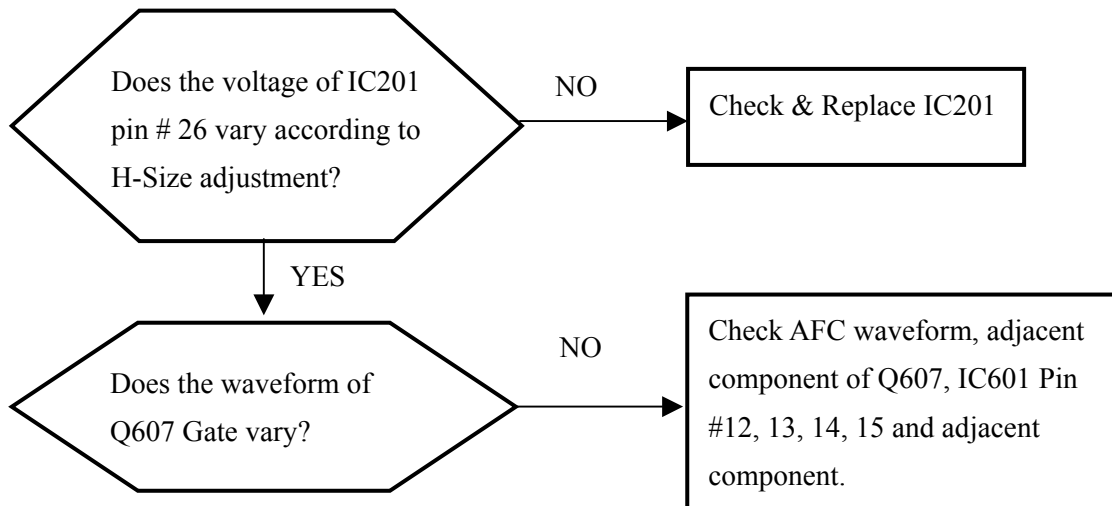 Does the voltage of IC201
pin # 26 vary according to
H-Size adjustment?
NO
Check & Replace IC201
YES
Does the waveform of
Q607 Gate vary?
NO
Check AFC waveform, adjacent
component of Q607, IC601 Pin
#12, 13, 14, 15 and adjacent
component.